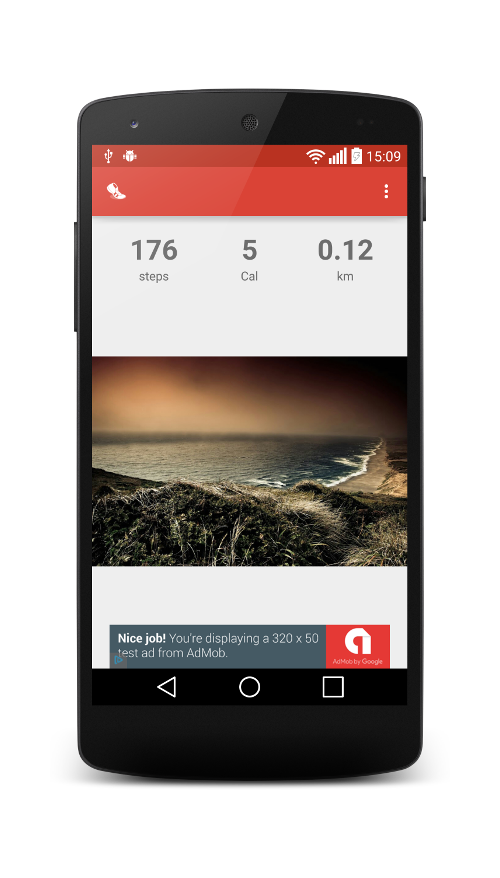 15:09
176 5 0.12
steps Cal km
Nice job! You're displaying a 320 x 50
test ad from AdMob.
AdMob by Google